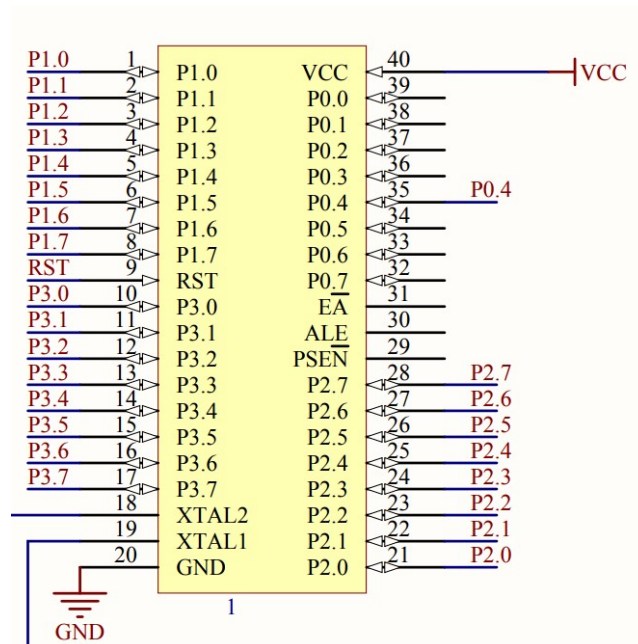 P1.0 1 P1.0 VCC 40 VCC
P1.1 2 P1.1 P0.0 39
P1.2 3 P1.2 P0.1 38
P1.3 4 P1.3 P0.2 37
P1.4 5 P1.4 P0.3 36
P1.5 6 P1.5 P0.4 35 P0.4
P1.6 7 P1.6 P0.5 34
P1.7 8 P1.7 P0.6 33
RST 9 RST P0.7 32
P3.0 10 P3.0 EA 31
P3.1 11 P3.1 ALE 30
P3.2 12 P3.2 PSEN 29
P3.3 13 P3.3 P2.7 28 P2.7
P3.4 14 P3.4 P2.6 27 P2.6
P3.5 15 P3.5 P2.5 26 P2.5
P3.6 16 P3.6 P2.4 25 P2.4
P3.7 17 P3.7 P2.3 24 P2.3
18 XTAL2 P2.2 23 P2.2
19 XTAL1 P2.1 22 P2.1
20 GND P2.0 21 P2.0
1
GND